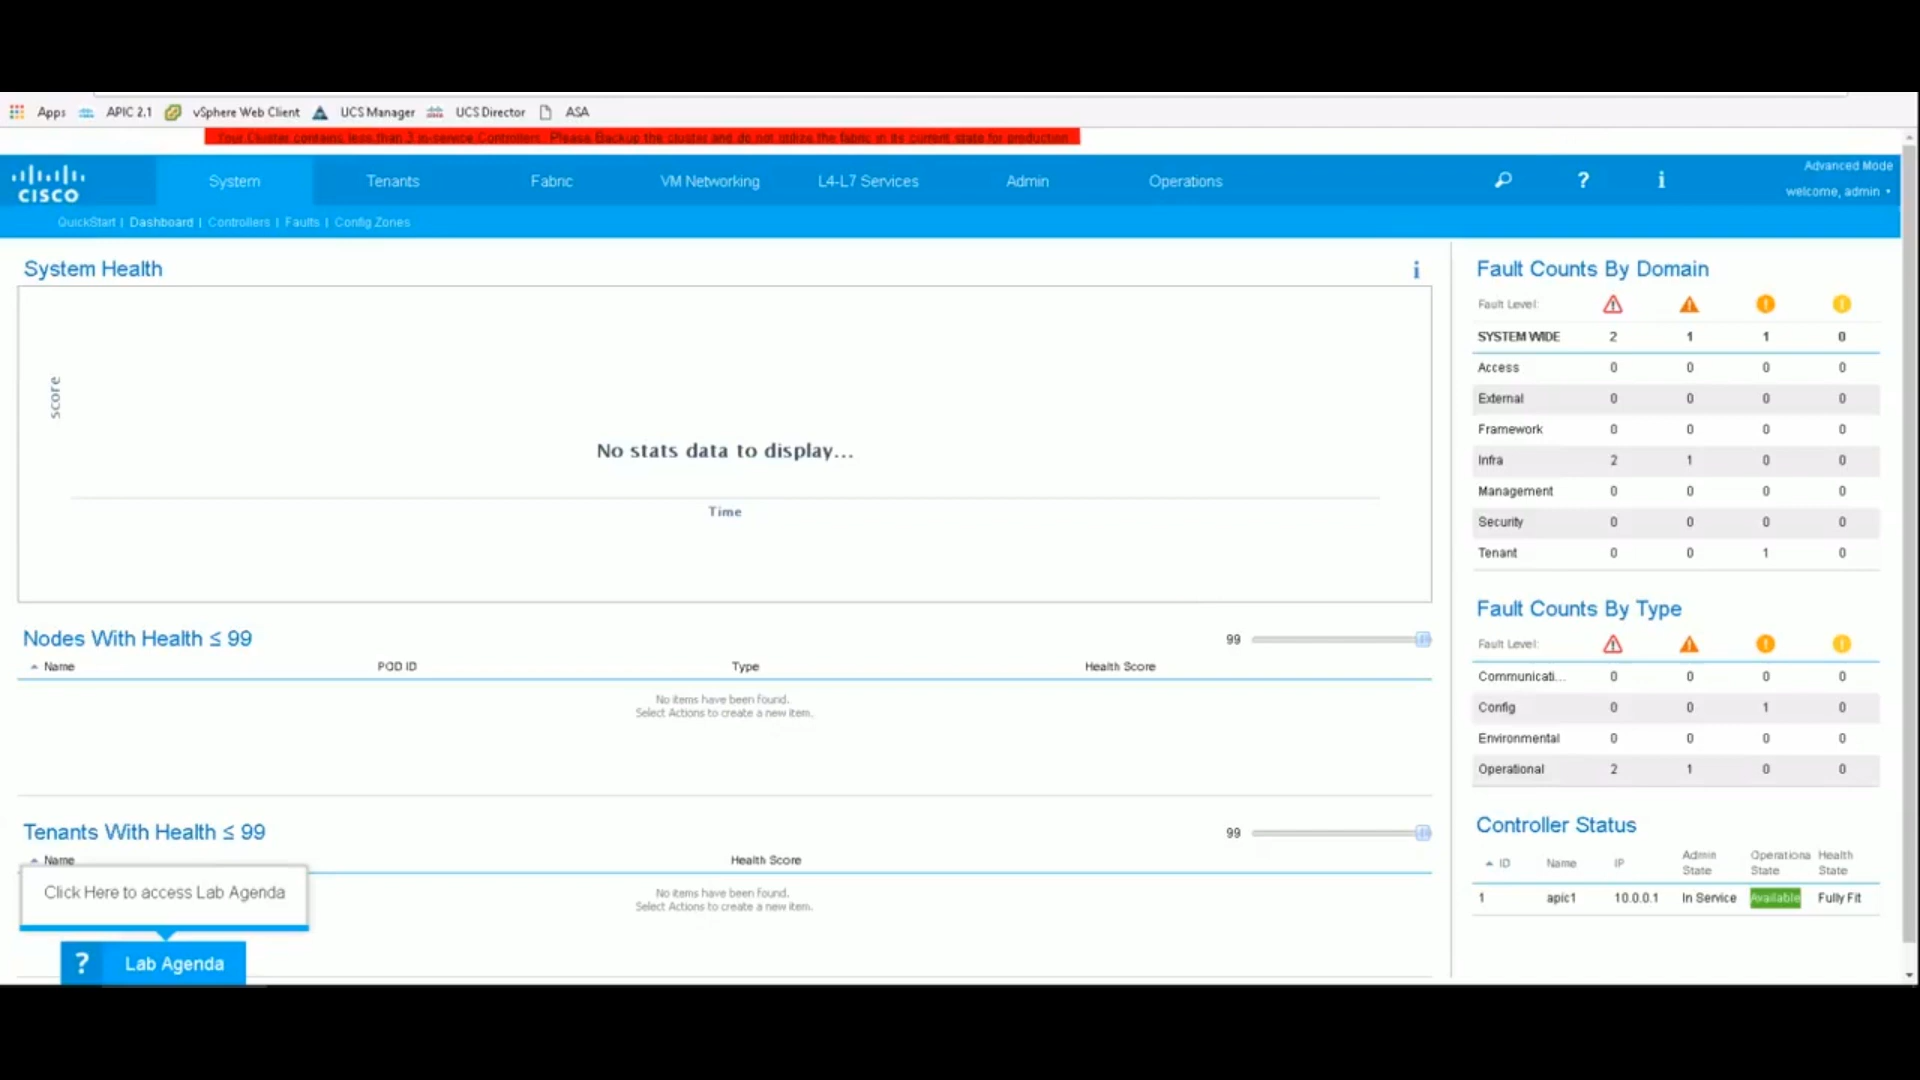 Apps APIC 2.1 vSphere Web Client UCS Manager UCS Director ASA
Your Cluster contains less than 3 in-service Controllers. Please Backup the cluster and do not utilize the fabric in its current state for production.
CISCO System Tenants Fabric VM Networking L4-L7 Services Admin Operations ? i
Advanced Mode
welcome, admin
QuickStart | Dashboard | Controllers | Faults | Config Zones
System Health i
score
No stats data to display...
Time
Nodes With Health ≤ 99 99
Name POD ID Type Health Score
No items have been found.
Select Actions to create a new item.
Tenants With Health ≤ 99 99
Name Health Score
No items have been found.
Select Actions to create a new item.
Click Here to access Lab Agenda
? Lab Agenda
Fault Counts By Domain
Fault Level:
SYSTEM WIDE 2 1 1 0
Access 0 0 0 0
External 0 0 0 0
Framework 0 0 0 0
Infra 2 1 0 0
Management 0 0 0 0
Security 0 0 0 0
Tenant 0 0 1 0
Fault Counts By Type
Fault Level:
Communicati... 0 0 0 0
Config 0 0 1 0
Environmental 0 0 0 0
Operational 2 1 0 0
Controller Status
ID Name IP Admin State Operationa State Health State
1 apic1 10.0.0.1 In Service Available Fully Fit